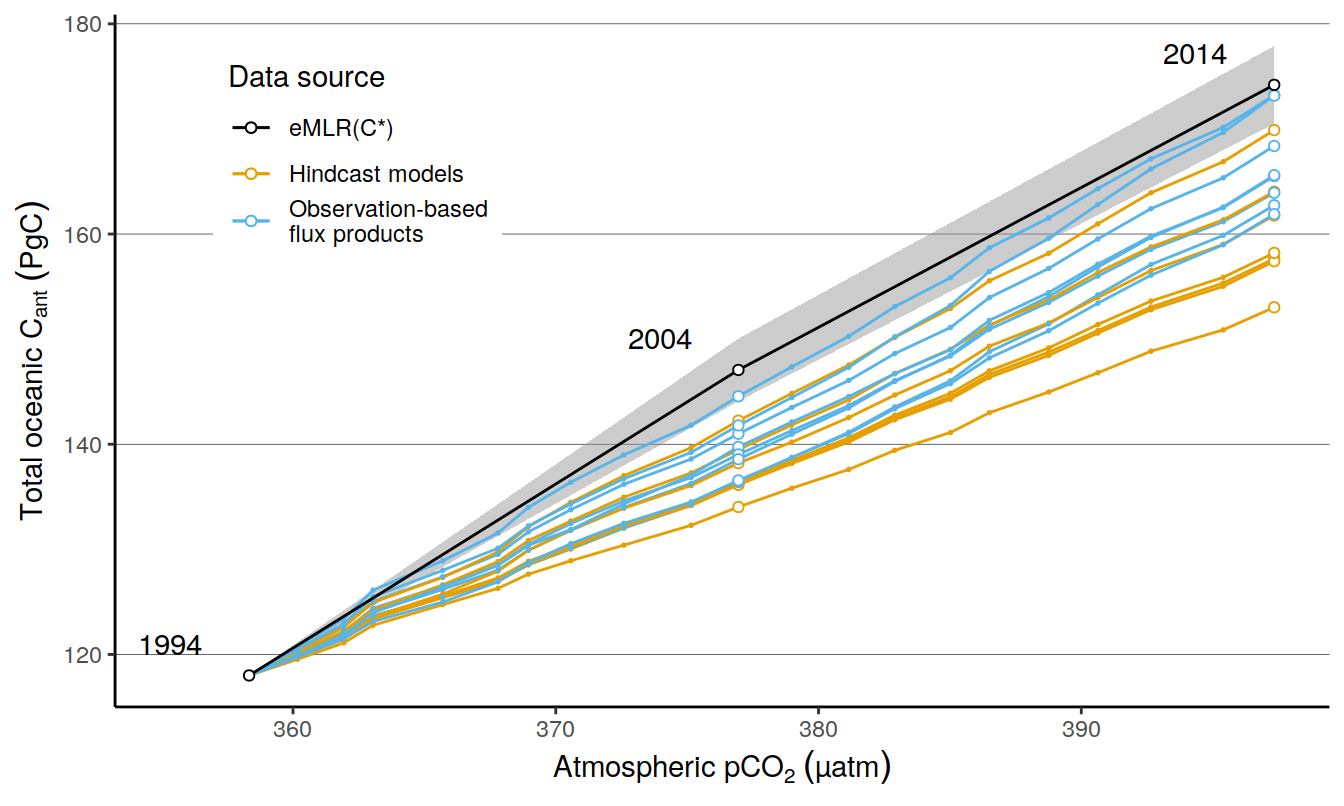 180
160
140
120
Total oceanic Cₐₙₜ (PgC)
Data source
eMLR(C*)
Hindcast models
Observation-based
flux products
1994
2004
2014
360
370
380
390
Atmospheric pCO₂ (µatm)